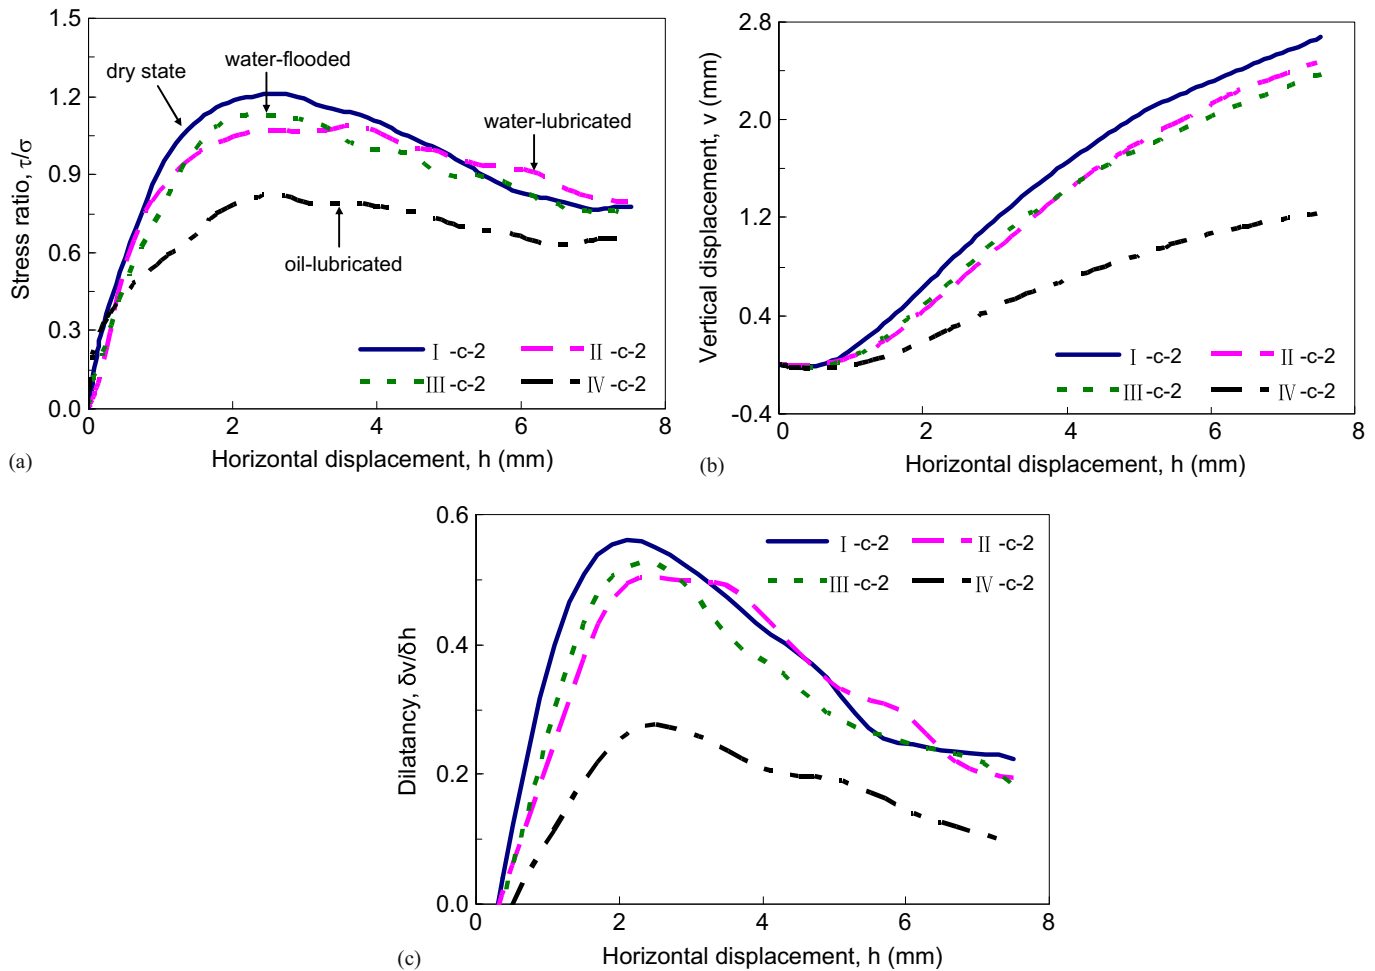 1.5
1.2
0.9
0.6
0.3
0.0
Stress ratio, τ/σ
dry state
water-flooded
water-lubricated
oil-lubricated
Ⅰ -c-2
Ⅱ -c-2
Ⅲ -c-2
Ⅳ -c-2
0 2 4 6 8
Horizontal displacement, h (mm)
(a)
2.8
2.0
1.2
0.4
-0.4
Vertical displacement, v (mm)
Ⅰ -c-2
Ⅱ -c-2
Ⅲ -c-2
Ⅳ -c-2
0 2 4 6 8
Horizontal displacement, h (mm)
(b)
0.6
0.4
0.2
0.0
Dilatancy, δv/δh
Ⅰ -c-2
Ⅱ -c-2
Ⅲ -c-2
Ⅳ -c-2
0 2 4 6 8
Horizontal displacement, h (mm)
(c)